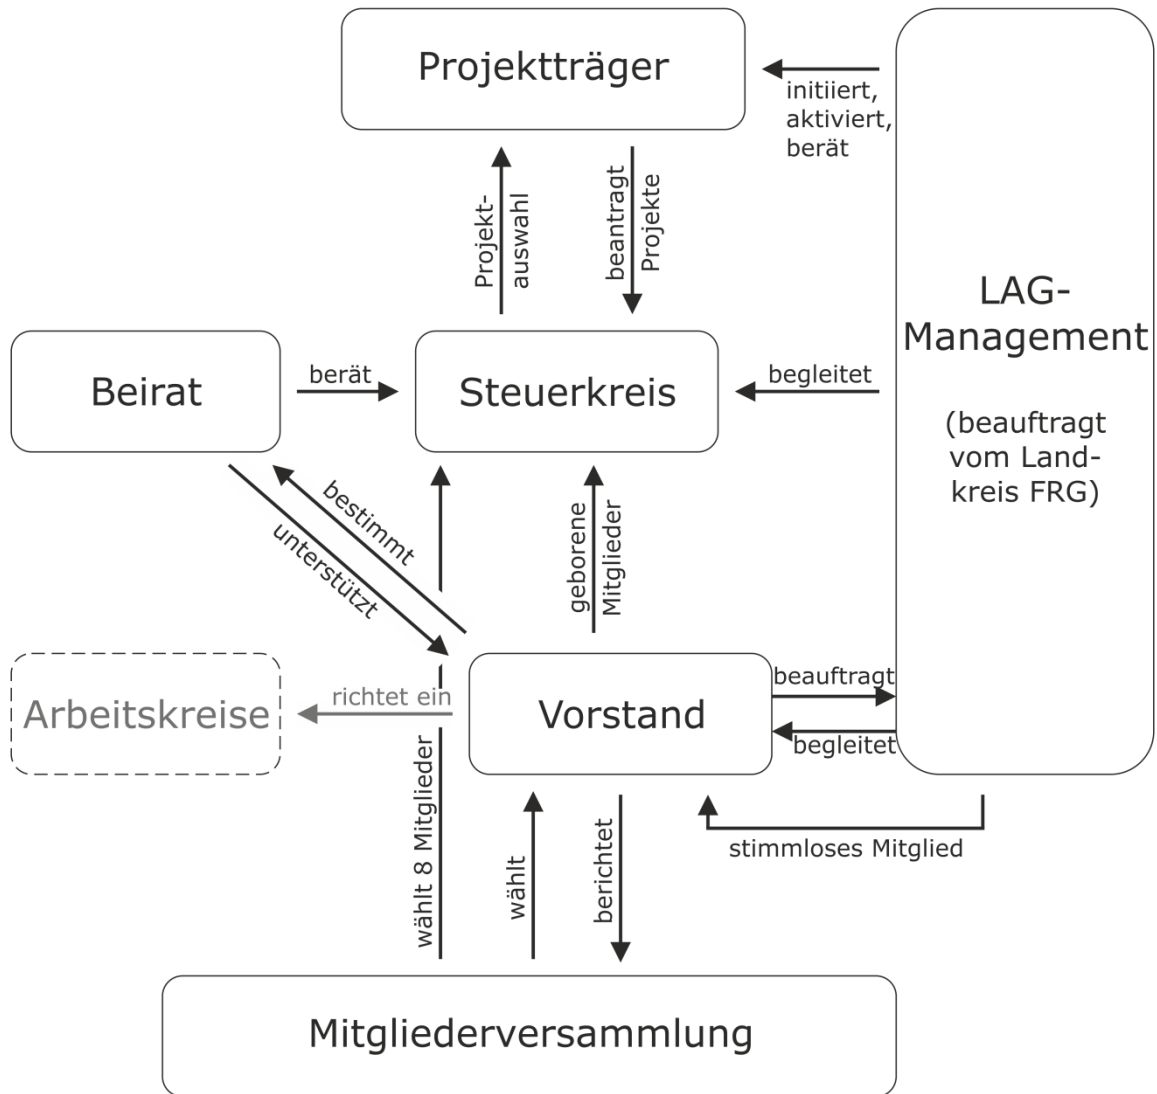 Projektträger
initiiert,
aktiviert,
berät
Projekt-
auswahl
beantragt
Projekte
LAG-
Management
(beauftragt
vom Land-
kreis FRG)
Beirat
berät
Steuerkreis
begleitet
bestimmt
unterstützt
geborene
Mitglieder
Arbeitskreise
richtet ein
Vorstand
beauftragt
begleitet
stimmloses Mitglied
wählt 8 Mitglieder
wählt
berichtet
Mitgliederversammlung